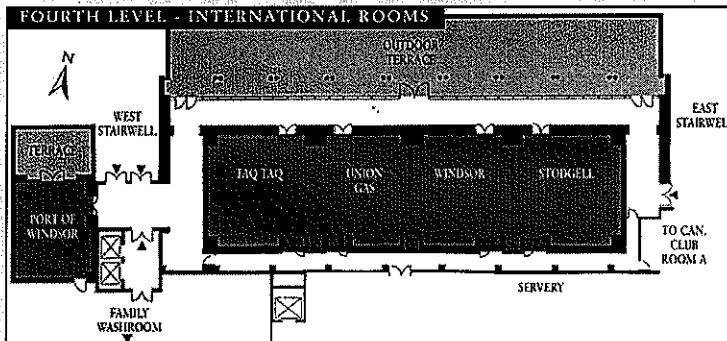 FOURTH LEVEL - INTERNATIONAL ROOMS
OUTDOOR
TERRACE
N
WEST
STAIRWELL
EAST
STAIRWEL
TERRACE
TAQ TAQ
UNION
GAS
WINDSOR
STODGELL
PORT OF
WINDSOR
TO CAN.
CLUB
ROOM A
SERVERY
FAMILY
WASHROOM